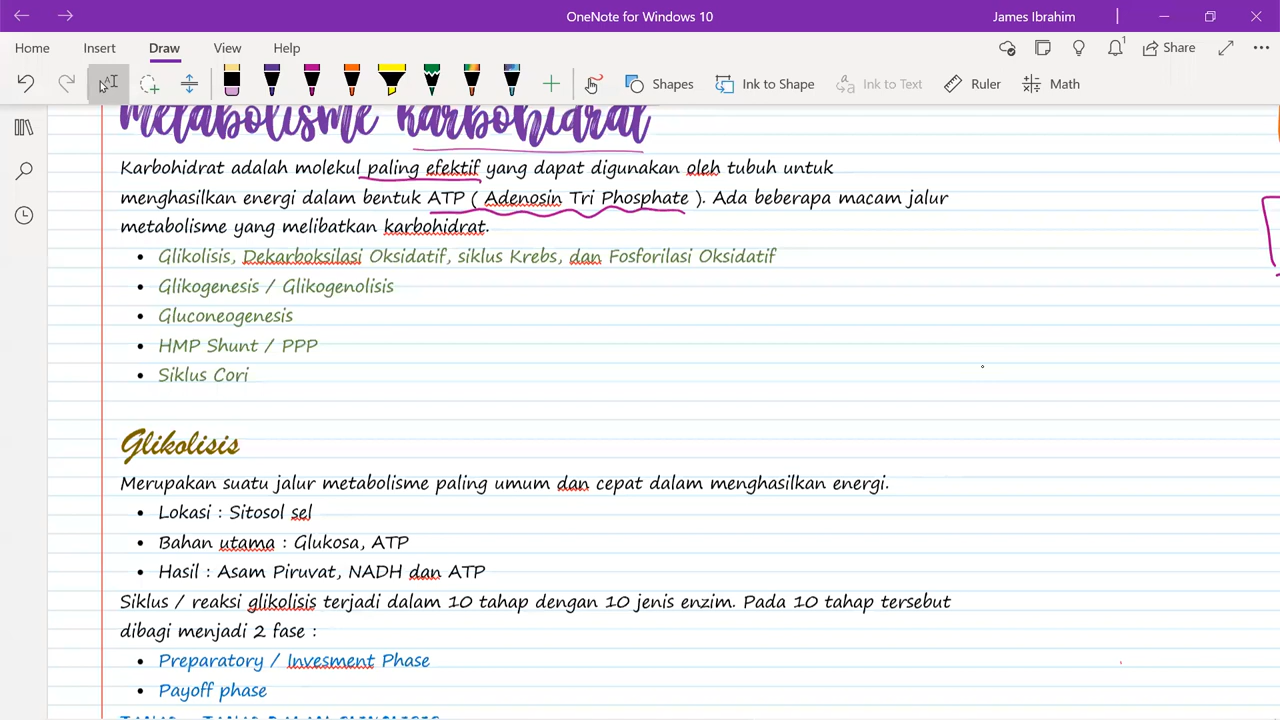 OneNote for Windows 10
James Ibrahim
Home Insert Draw View Help
1
Share
Shapes Ink to Shape Ink to Text Ruler Math
Metabolisme karbohidrat
Karbohidrat adalah molekul paling efektif yang dapat digunakan oleh tubuh untuk
menghasilkan energi dalam bentuk ATP ( Adenosin Tri Phosphate ). Ada beberapa macam jalur
metabolisme yang melibatkan karbohidrat.
• Glikolisis, Dekarboksilasi Oksidatif, siklus Krebs, dan Fosforilasi Oksidatif
• Glikogenesis / Glikogenolisis
• Gluconeogenesis
• HMP Shunt / PPP
• Siklus Cori
Glikolisis
Merupakan suatu jalur metabolisme paling umum dan cepat dalam menghasilkan energi.
• Lokasi : Sitosol sel
• Bahan utama : Glukosa, ATP
• Hasil : Asam Piruvat, NADH dan ATP
Siklus / reaksi glikolisis terjadi dalam 10 tahap dengan 10 jenis enzim. Pada 10 tahap tersebut
dibagi menjadi 2 fase :
• Preparatory / Invesment Phase
• Payoff phase